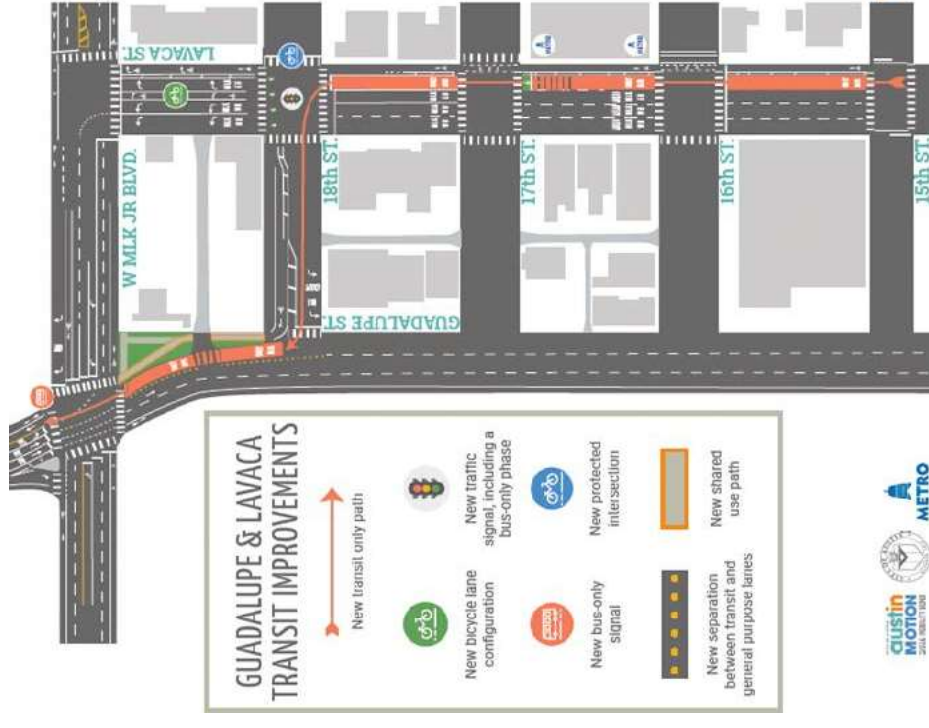 LAVACA ST.
W MLK JR BLVD.
18th ST.
17th ST.
16th ST.
15th ST.
GUADALUPE ST.
METRO
METRO
GUADALUPE & LAVACA
TRANSIT IMPROVEMENTS
New transit only path
New bicycle lane
configuration
New traffic
signal, including a
bus-only phase
New bus-only
signal
New protected
intersection
New separation
between transit and
general purpose lanes
New shared
use path
austin
MOTION
METRO